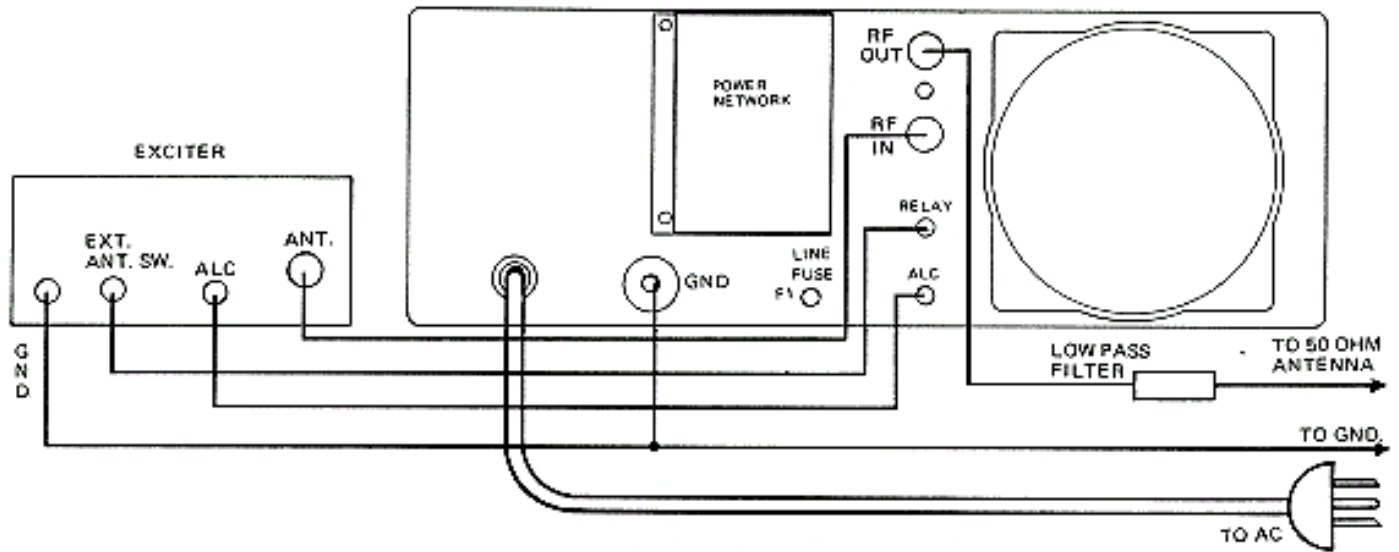 EXCITER
EXT.
ANT. SW.
ALC
ANT.
GND
POWER
NETWORK
RF
OUT
RF
IN
RELAY
ALC
GND
LINE
FUSE
LOW PASS
FILTER
TO 50 OHM
ANTENNA
TO GND.
TO AC